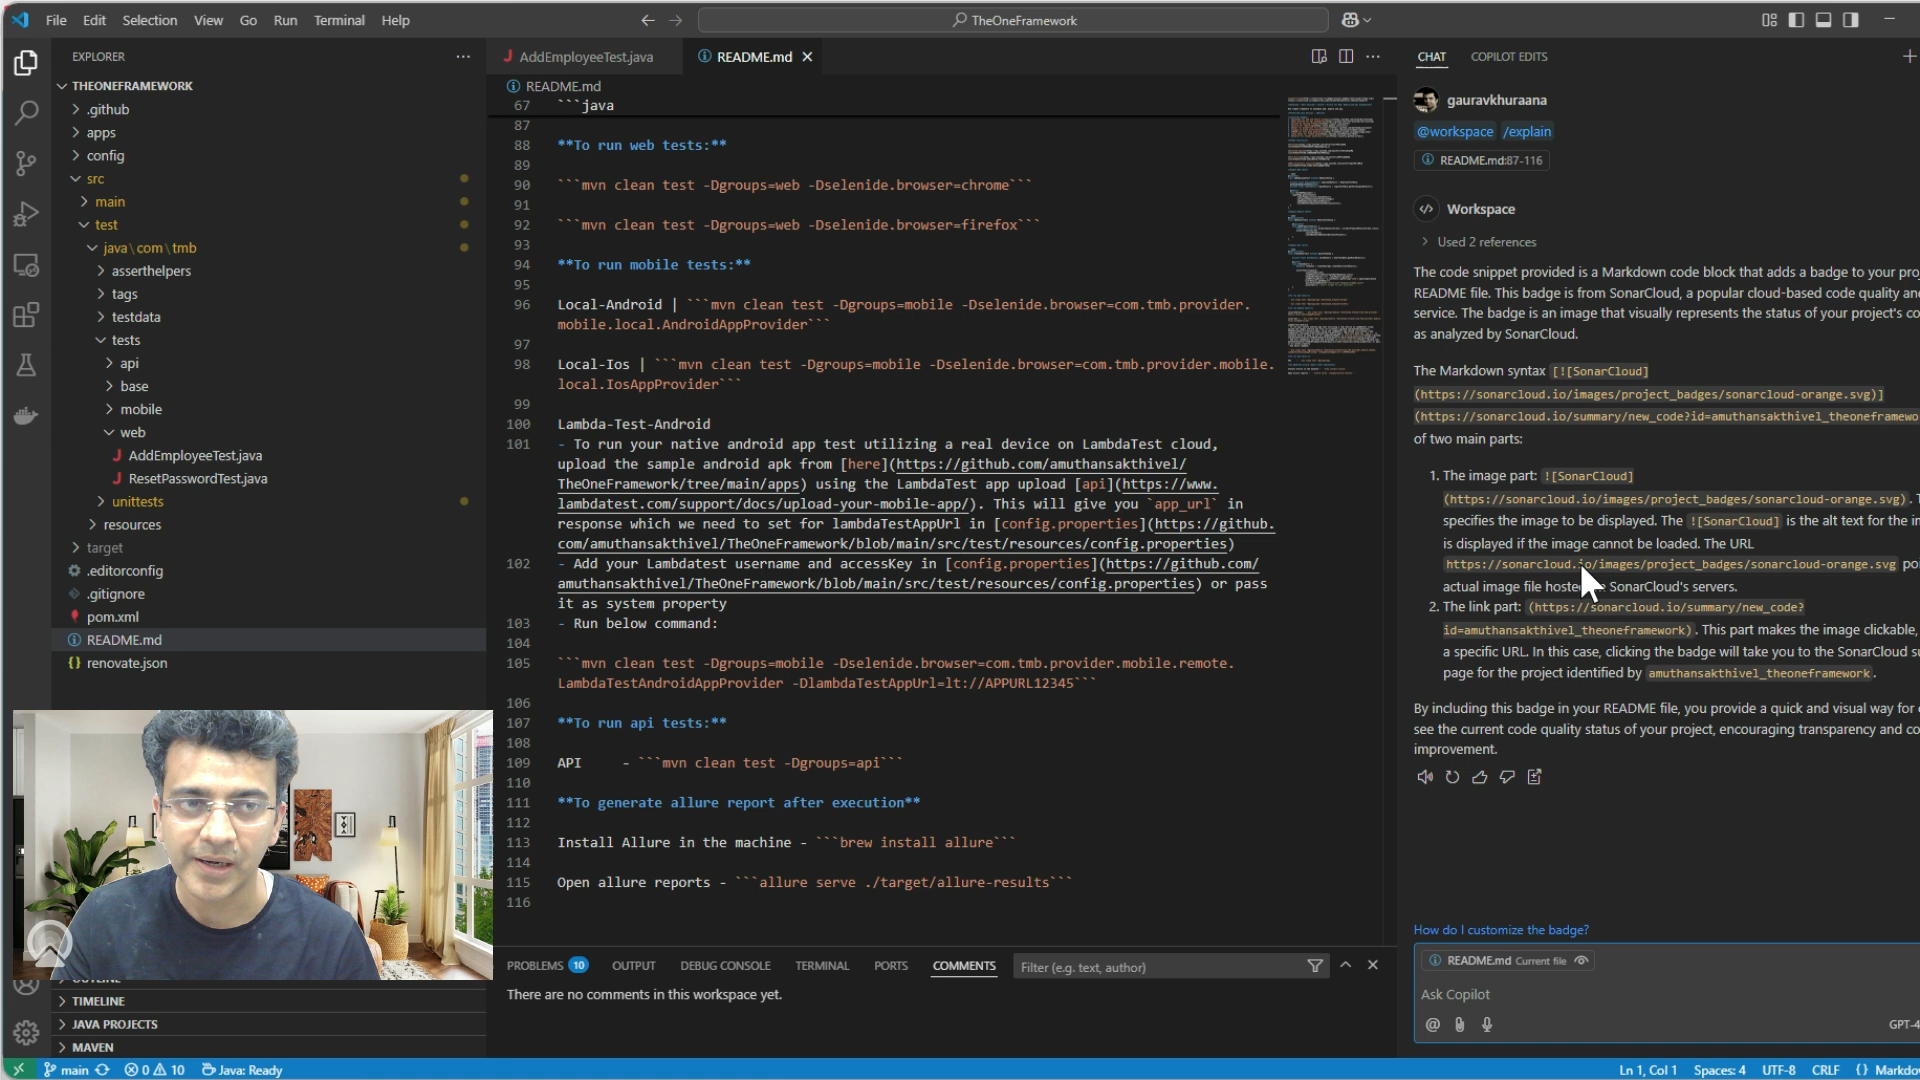 File Edit Selection View Go Run Terminal Help
TheOneFramework
EXPLORER
THEONEFRAMEWORK
.github
apps
config
src
main
test
java\com\tmb
asserthelpers
tags
testdata
tests
api
base
mobile
web
J AddEmployeeTest.java
J ResetPasswordTest.java
unittests
resources
target
.editorconfig
.gitignore
pom.xml
README.md
{} renovate.json
TIMELINE
JAVA PROJECTS
MAVEN
J AddEmployeeTest.java
README.md
README.md
67 ```java
87
88 **To run web tests:**
89
90 ```mvn clean test -Dgroups=web -Dselenide.browser=chrome```
91
92 ```mvn clean test -Dgroups=web -Dselenide.browser=firefox```
93
94 **To run mobile tests:**
95
96 Local-Android | ```mvn clean test -Dgroups=mobile -Dselenide.browser=com.tmb.provider.
mobile.local.AndroidAppProvider```
97
98 Local-Ios | ```mvn clean test -Dgroups=mobile -Dselenide.browser=com.tmb.provider.mobile.
local.IosAppProvider```
99
100 Lambda-Test-Android
101 - To run your native android app test utilizing a real device on LambdaTest cloud,
upload the sample android apk from [here](https://github.com/amuthansakthivel/
TheOneFramework/tree/main/apps) using the LambdaTest app upload [api](https://www.
lambdatest.com/support/docs/upload-your-mobile-app/). This will give you `app_url` in
response which we need to set for lambdaTestAppUrl in [config.properties](https://github.
com/amuthansakthivel/TheOneFramework/blob/main/src/test/resources/config.properties)
102 - Add your Lambdatest username and accessKey in [config.properties](https://github.com/
amuthansakthivel/TheOneFramework/blob/main/src/test/resources/config.properties) or pass
it as system property
103 - Run below command:
104
105 ```mvn clean test -Dgroups=mobile -Dselenide.browser=com.tmb.provider.mobile.remote.
LambdaTestAndroidAppProvider -DlambdaTestAppUrl=lt://APPURL12345```
106
107 **To run api tests:**
108
109 API - ```mvn clean test -Dgroups=api```
110
111 **To generate allure report after execution**
112
113 Install Allure in the machine - ```brew install allure```
114
115 Open allure reports - ```allure serve ./target/allure-results```
116
PROBLEMS 10 OUTPUT DEBUG CONSOLE TERMINAL PORTS COMMENTS Filter (e.g. text, author)
There are no comments in this workspace yet.
CHAT COPILOT EDITS
gauravkhuraana
@workspace /explain
README.md:87-116
Workspace
Used 2 references
The code snippet provided is a Markdown code block that adds a badge to your
README file. This badge is from SonarCloud, a popular cloud-based code quality
service. The badge is an image that visually represents the status of your project's
as analyzed by SonarCloud.
The Markdown syntax [![SonarCloud]
(https://sonarcloud.io/images/project_badges/sonarcloud-orange.svg)]
(https://sonarcloud.io/summary/new_code?id=amuthansakthivel_theoneframewo
of two main parts:
1. The image part: ![SonarCloud]
(https://sonarcloud.io/images/project_badges/sonarcloud-orange.svg).
specifies the image to be displayed. The ![SonarCloud] is the alt text for the
is displayed if the image cannot be loaded. The URL
https://sonarcloud.io/images/project_badges/sonarcloud-orange.svg
actual image file SonarCloud's servers.
2. The link part: (https://sonarcloud.io/summary/new_code?
id=amuthansakthivel_theoneframework). This part makes the image clickable,
a specific URL. In this case, clicking the badge will take you to the SonarCloud
page for the project identified by amuthansakthivel_theoneframework.
By including this badge in your README file, you provide a quick and visual way for
see the current code quality status of your project, encouraging transparency and
improvement.
How do I customize the badge?
README.md Current file
Ask Copilot
GPT-4
main 0 10 Java: Ready
Ln 1, Col 1 Spaces: 4 UTF-8 CRLF {}